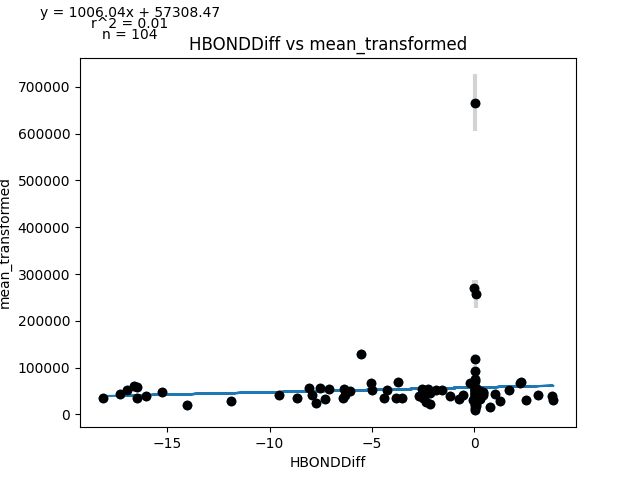 y = 1006.04x + 57308.47
r^2 = 0.01
n = 104
HBONDDiff vs mean_transformed
700000
600000
500000
400000
300000
200000
100000
0
mean_transformed
−15
−10
−5
0
HBONDDiff